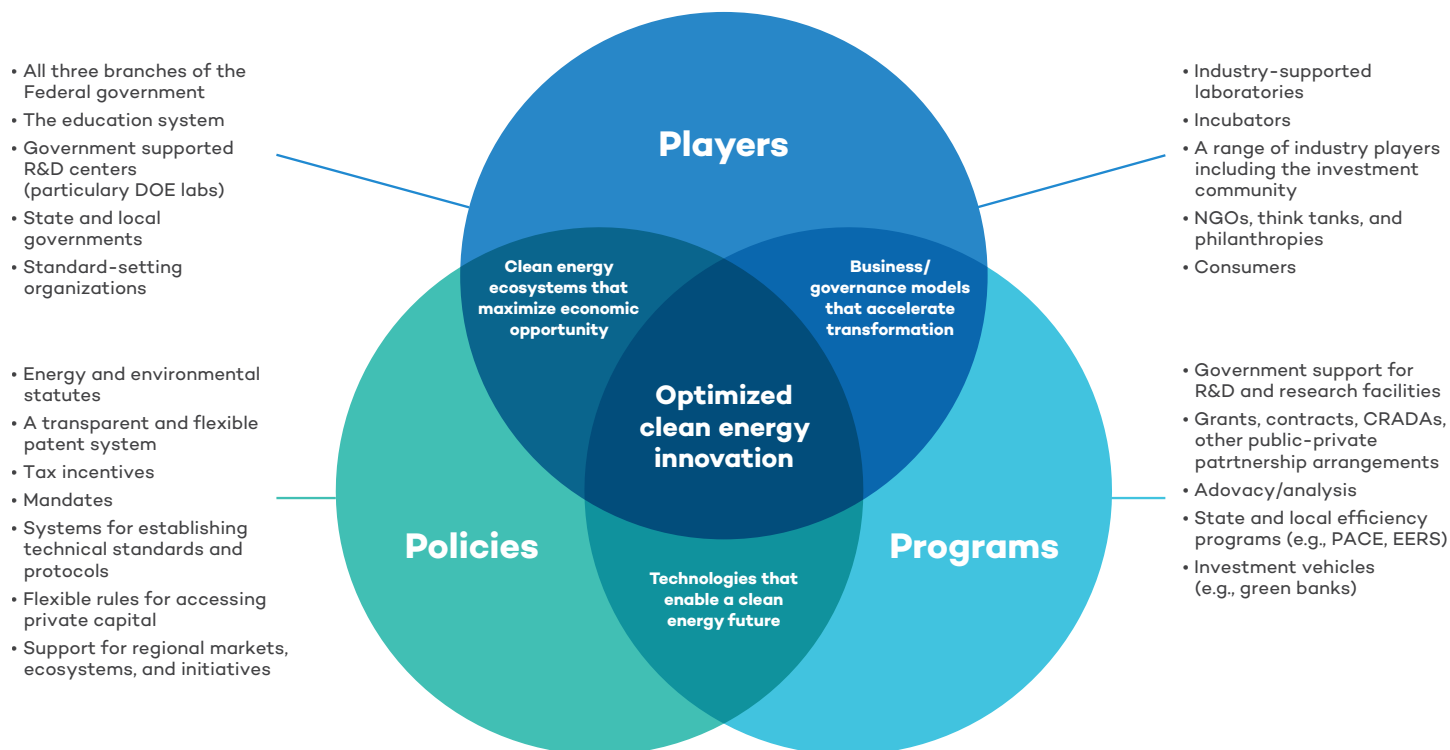 • All three branches of the
Federal government
• The education system
• Government supported
R&D centers
(particulary DOE labs)
• State and local
governments
• Standard-setting
organizations
Players
• Industry-supported
laboratories
• Incubators
• A range of industry players
including the investment
community
• NGOs, think tanks, and
philanthropies
• Consumers
Clean energy
ecosystems that
maximize economic
opportunity
Business/
governance models
that accelerate
transformation
Optimized
clean energy
innovation
• Energy and environmental
statutes
• A transparent and flexible
patent system
• Tax incentives
• Mandates
• Systems for establishing
technical standards and
protocols
• Flexible rules for accessing
private capital
• Support for regional markets,
ecosystems, and initiatives
Policies
Programs
Technologies that
enable a clean
energy future
• Government support for
R&D and research facilities
• Grants, contracts, CRADAs,
other public-private
patrtnership arrangements
• Adovacy/analysis
• State and local efficiency
programs (e.g., PACE, EERS)
• Investment vehicles
(e.g., green banks)